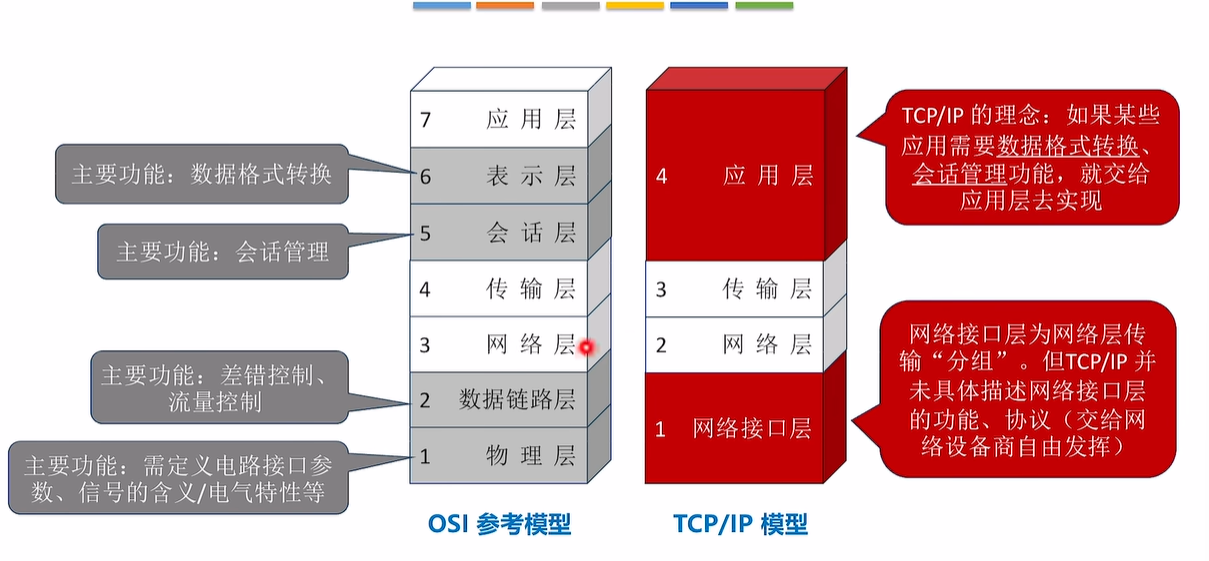 7 应用层
主要功能：数据格式转换
6 表示层
主要功能：会话管理
5 会话层
4 传输层
3 网络层
主要功能：差错控制、
流量控制
2 数据链路层
主要功能：需定义电路接口参
数、信号的含义/电气特性等
1 物理层
OSI 参考模型
4 应用层
3 传输层
2 网络层
1 网络接口层
TCP/IP 模型
TCP/IP 的理念：如果某些
应用需要数据格式转换、
会话管理功能，就交给
应用层去实现
网络接口层为网络层传
输“分组”。但TCP/IP 并
未具体描述网络接口层
的功能、协议（交给网
络设备商自由发挥）